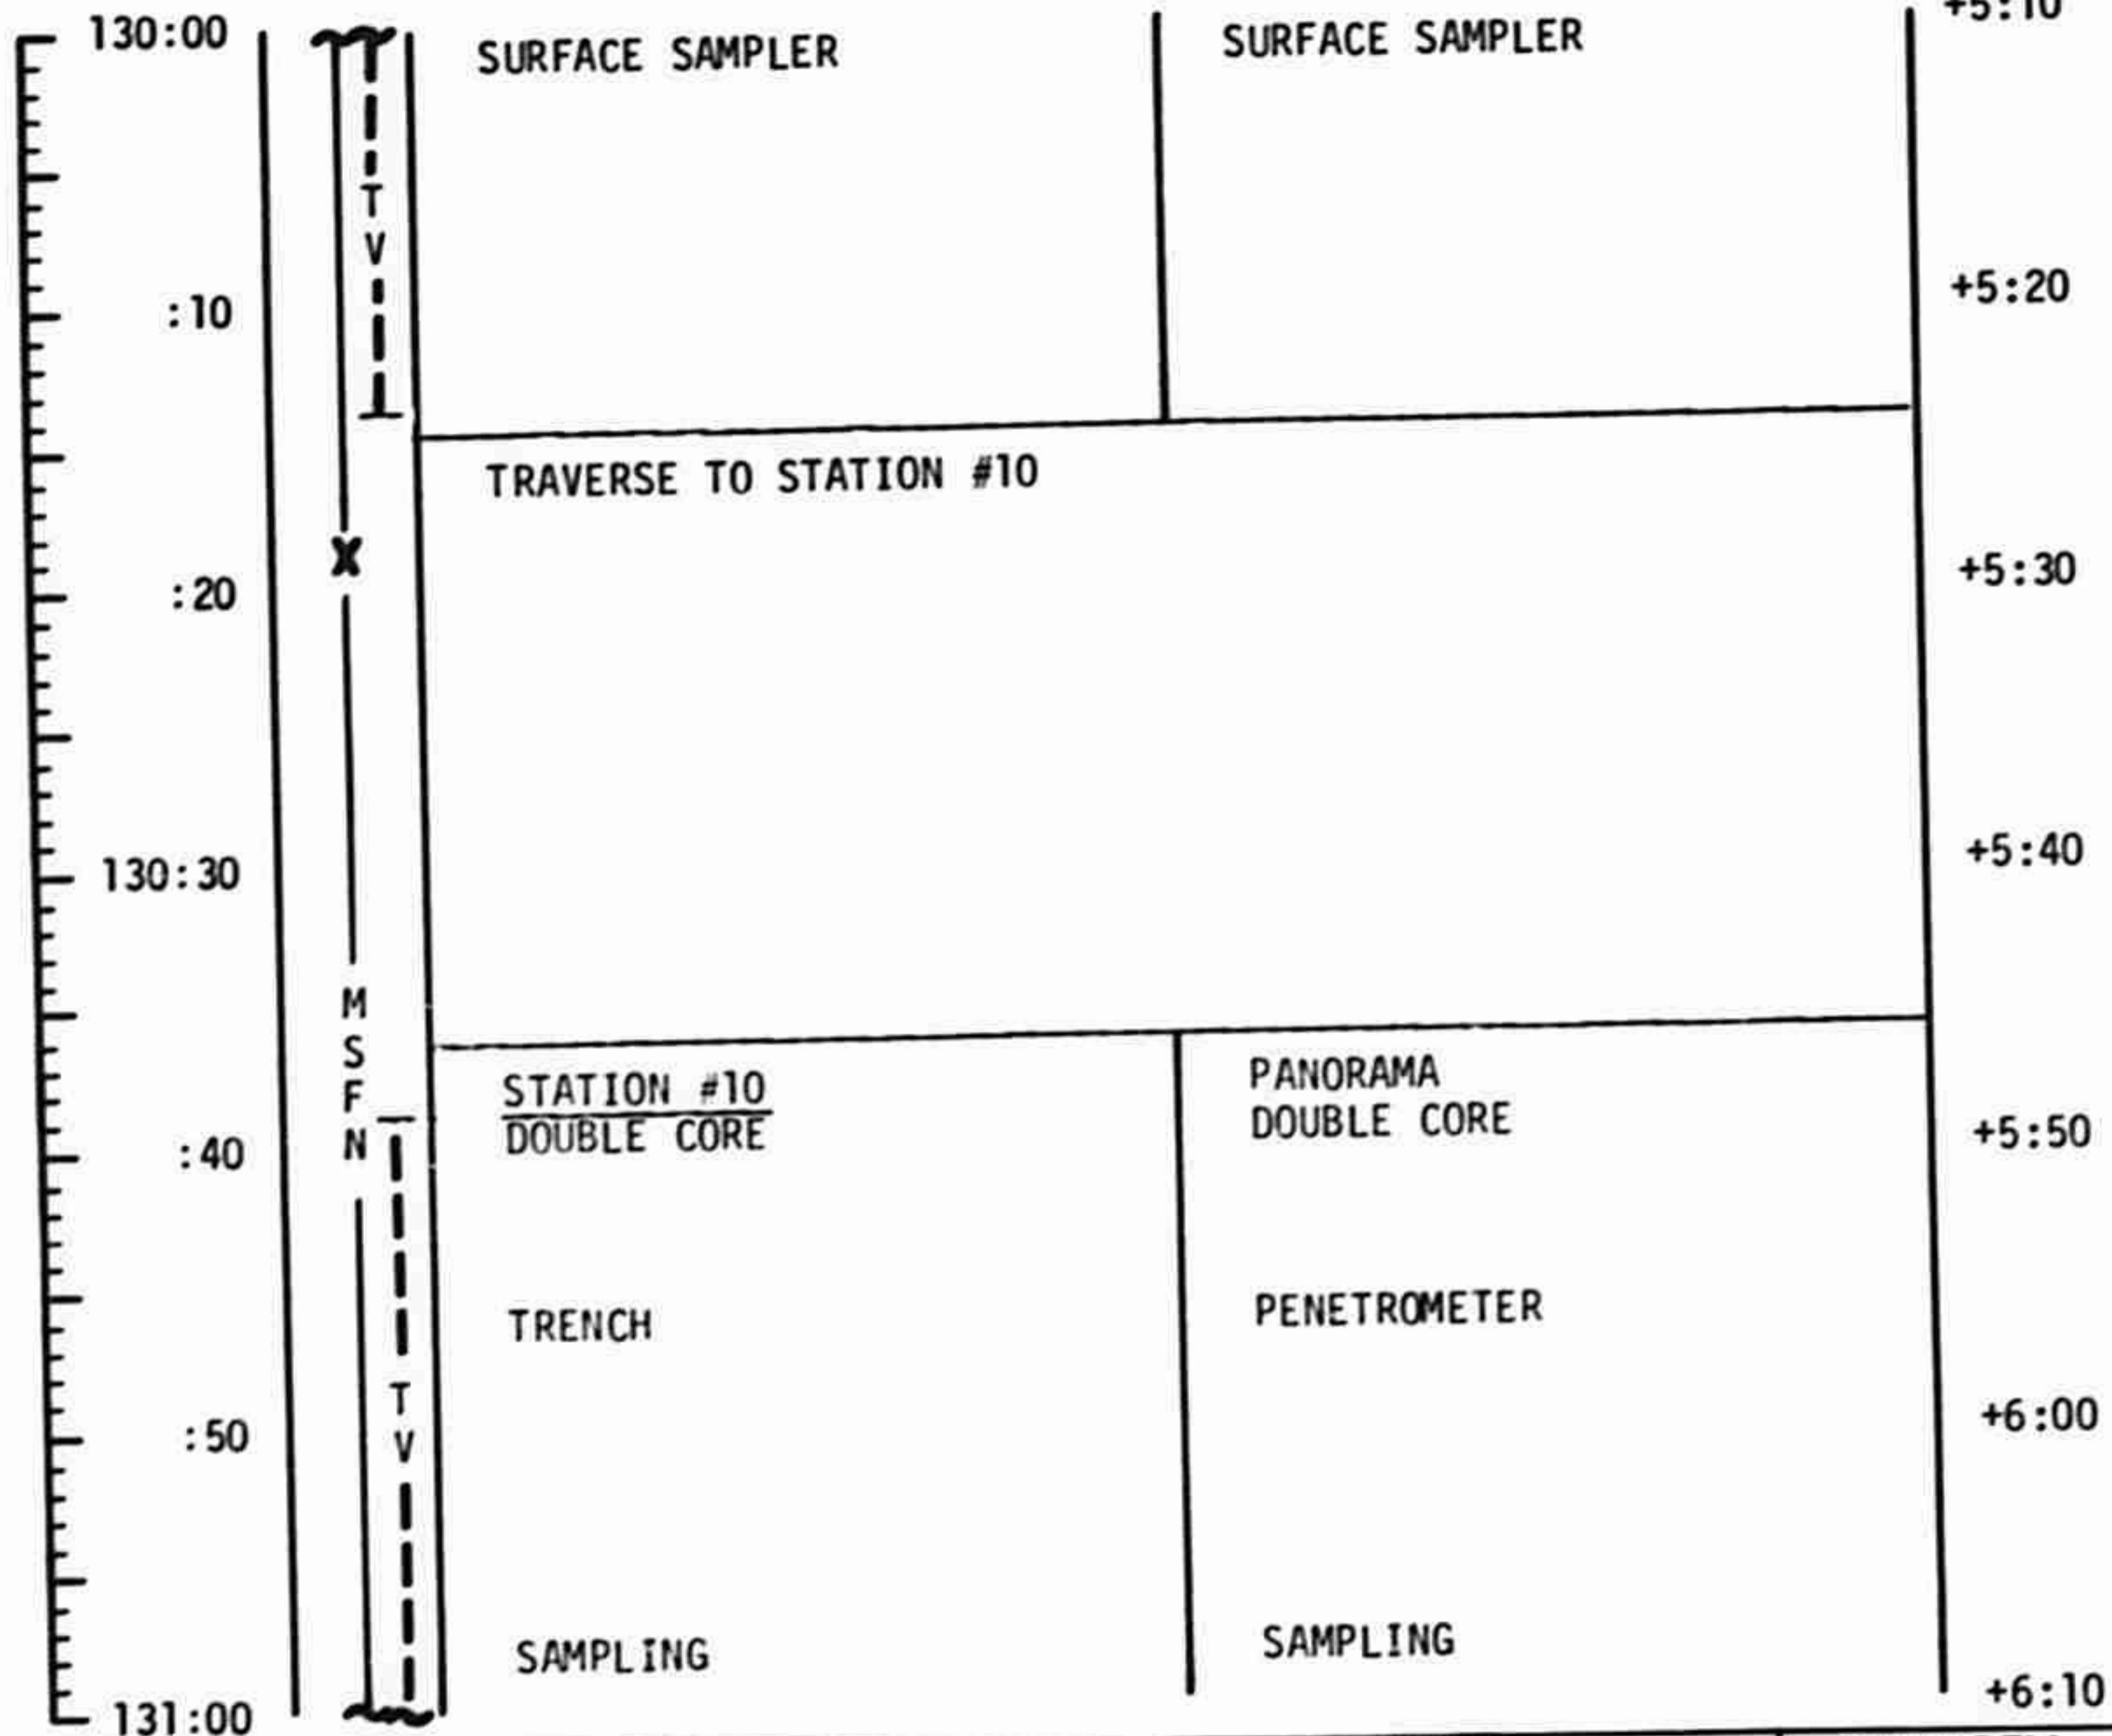 130:00 SURFACE SAMPLER SURFACE SAMPLER +5:10
T
V
:10 +5:20
TRAVERSE TO STATION #10
X
:20 +5:30
130:30 +5:40
M
S
F
N
STATION #10 PANORAMA
DOUBLE CORE DOUBLE CORE
:40 +5:50
TRENCH PENETROMETER
T
V
:50 +6:00
SAMPLING SAMPLING
131:00 +6:10